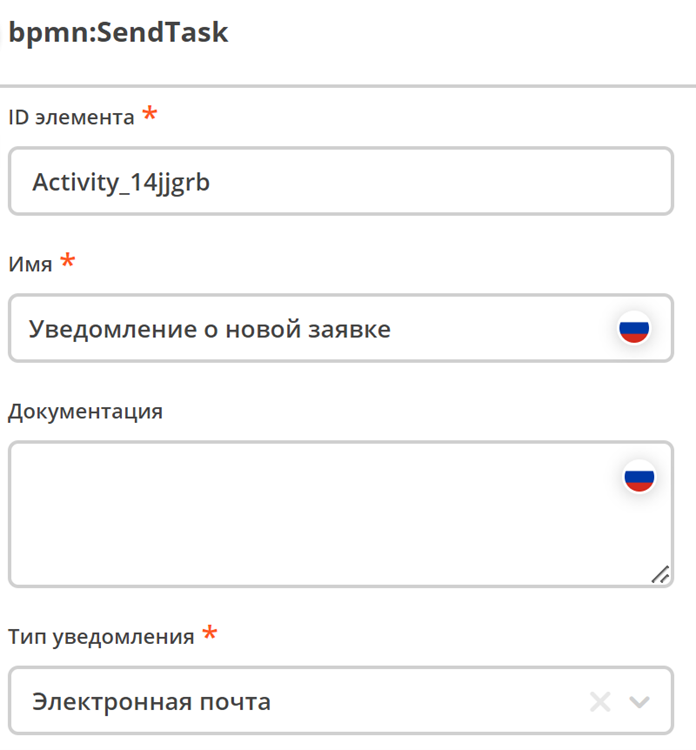 bpmn:SendTask
ID элемента *
Activity_14jjgrb
Имя *
Уведомление о новой заявке
Документация
Тип уведомления *
Электронная почта